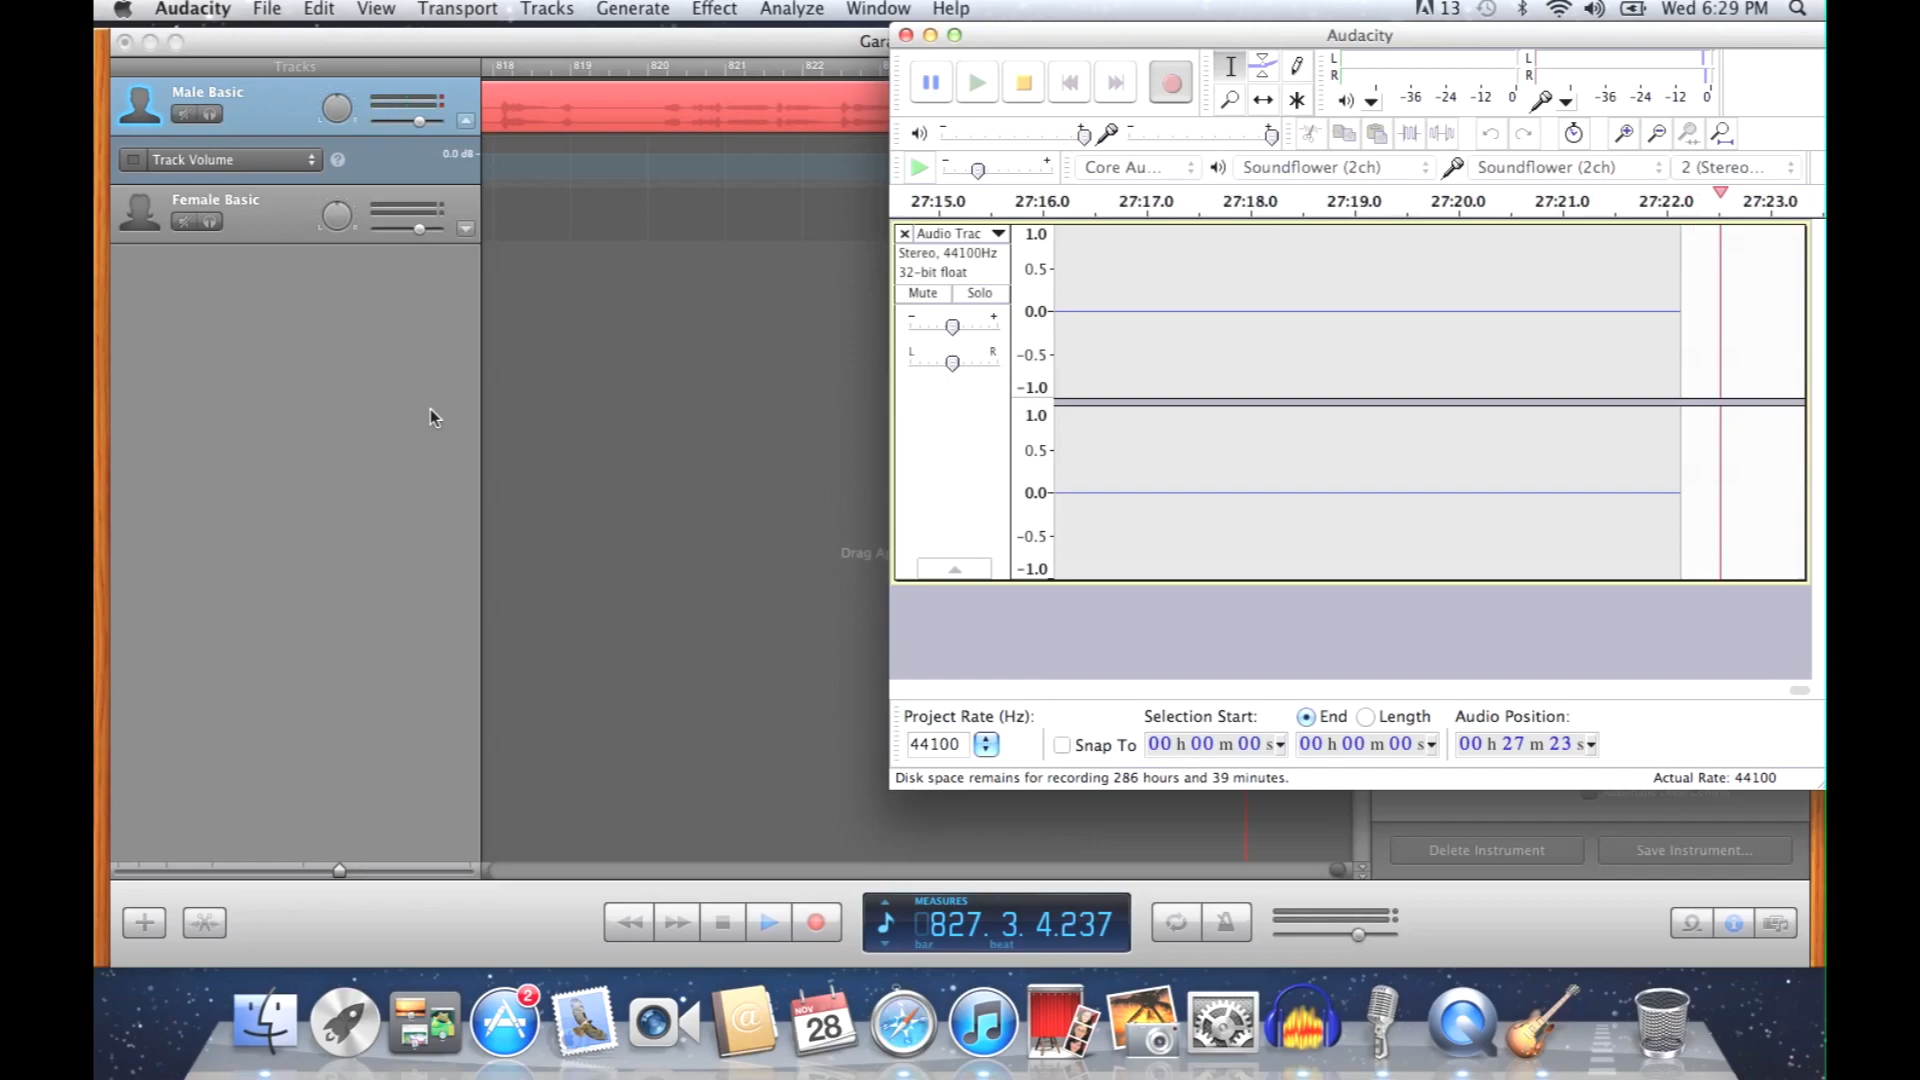 Audacity File Edit View Transport Tracks Generate Effect Analyze Window Help 13 Wed 6:29 PM
Audacity
Tracks 818 819 820 821 822
Male Basic
L R
Track Volume ? 0.0 dB
Female Basic
L R
L L
R R
-36 -24 -12 0 -36 -24 -12 0
Core Au... Soundflower (2ch) Soundflower (2ch) 2 (Stereo...
27:15.0 27:16.0 27:17.0 27:18.0 27:19.0 27:20.0 27:21.0 27:22.0 27:23.0
Audio Trac 1.0
Stereo, 44100Hz
32-bit float 0.5
Mute Solo
- + 0.0
L R -0.5
-1.0
1.0
0.5
0.0
-0.5
-1.0
Project Rate (Hz): Selection Start: End Length Audio Position:
44100 Snap To 00 h 00 m 00 s 00 h 00 m 00 s 00 h 27 m 23 s
Disk space remains for recording 286 hours and 39 minutes. Actual Rate: 44100
Delete Instrument Save Instrument...
MEASURES
827. 3. 4.237
bar beat
2
NOV
28